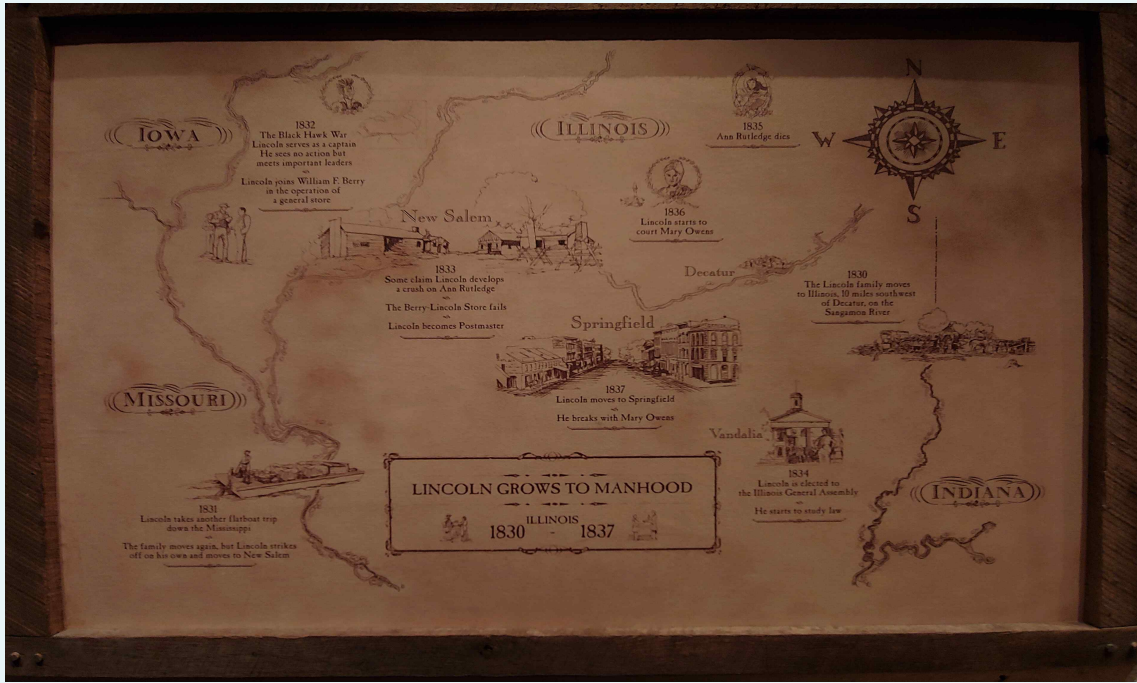 N
W
E
S
IOWA
1832
The Black Hawk War
Lincoln serves as a captain
He sees no action but
meets important leaders
Lincoln joins William F. Berry
in the operation of
a general store
ILLINOIS
1835
Ann Rutledge dies
1836
Lincoln starts to
court Mary Owens
New Salem
1833
Some claim Lincoln develops
a crush on Ann Rutledge
The Berry-Lincoln Store fails
Lincoln becomes Postmaster
Decatur
1830
The Lincoln family moves
to Illinois, 10 miles southwest
of Decatur, on the
Sangamon River
Springfield
1837
Lincoln moves to Springfield
He breaks with Mary Owens
MISSOURI
Vandalia
1834
Lincoln is elected to
the Illinois General Assembly
He starts to study law
INDIANA
1831
Lincoln takes another flatboat trip
down the Mississippi
The family moves again, but Lincoln strikes
off on his own and moves to New Salem
LINCOLN GROWS TO MANHOOD
ILLINOIS
1830 - 1837